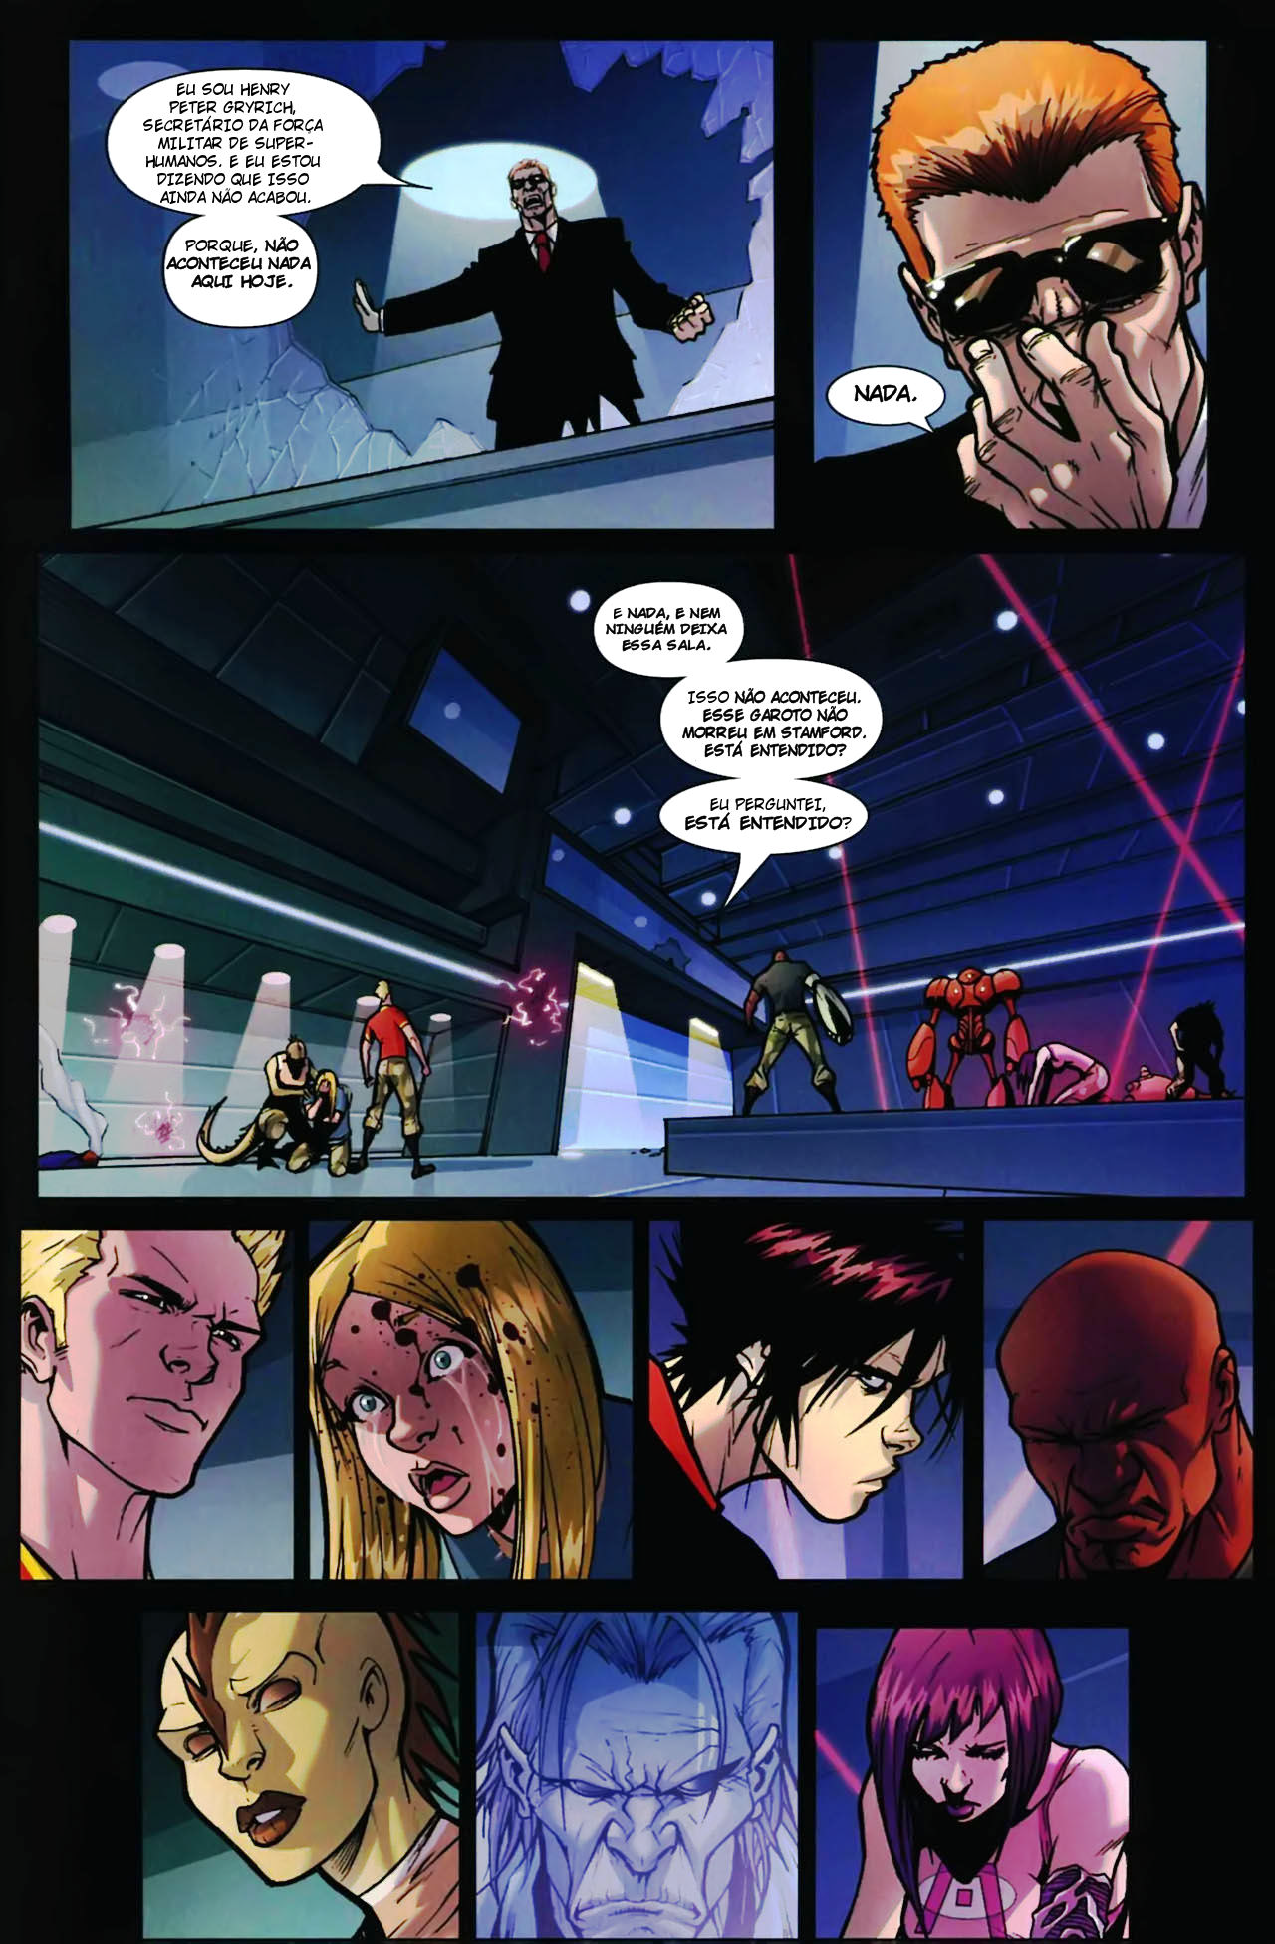 EU SOU HENRY
PETER GRYRICH,
SECRETÁRIO DA FORÇA
MILITAR DE SUPER-
HUMANOS. E EU ESTOU
DIZENDO QUE ISSO
AINDA NÃO ACABOU.
PORQUE, NÃO
ACONTECEU NADA
AQUI HOJE.
NADA.
E NADA, E NEM
NINGUÉM DEIXA
ESSA SALA.
ISSO NÃO ACONTECEU.
ESSE GAROTO NÃO
MORREU EM STAMFORD.
ESTÁ ENTENDIDO?
EU PERGUNTEI,
ESTÁ ENTENDIDO?